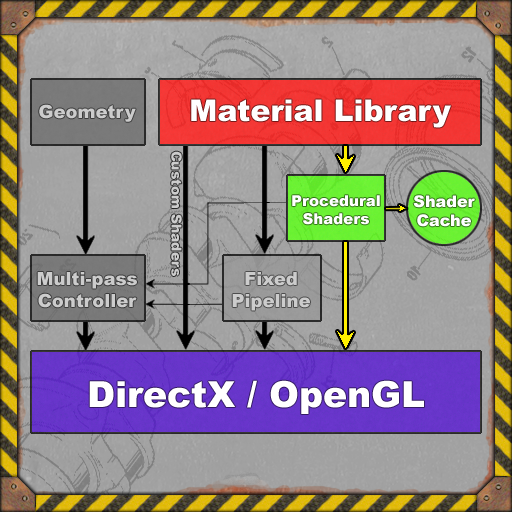 Geometry
Material Library
Custom Shaders
Procedural
Shaders
Shader
Cache
Multi-pass
Controller
Fixed
Pipeline
DirectX / OpenGL